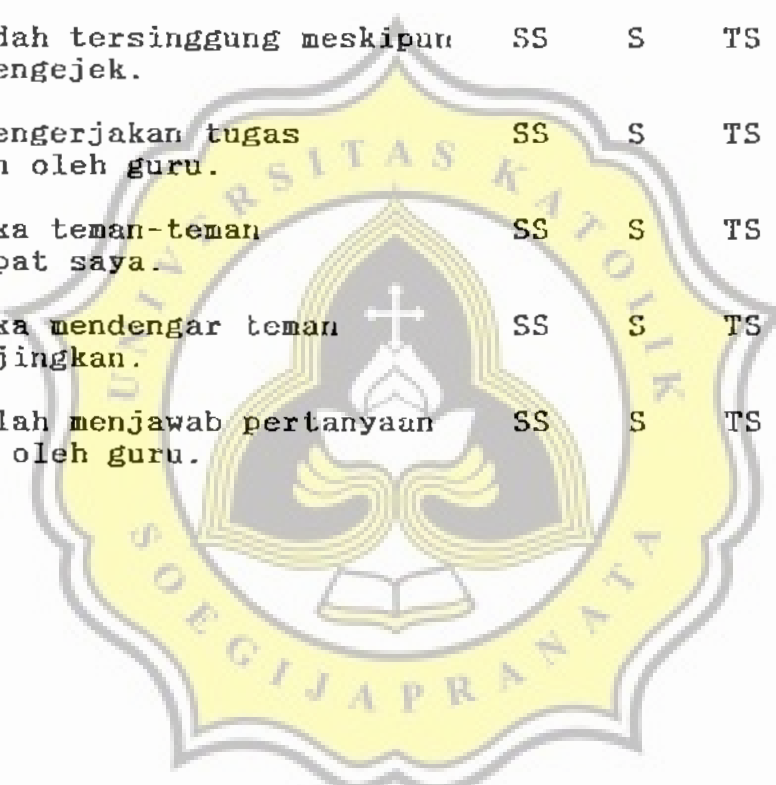 dah tersinggung meskipun SS S TS
engejek.
engerjakan tugas SS S TS
n oleh guru.
ka teman-teman SS S TS
pat saya.
ka mendengar teman SS S TS
jingkan.
lah menjawab pertanyaan SS S TS
oleh guru.
UNIVERSITAS KATOLIK
SOEGIJAPRANATA